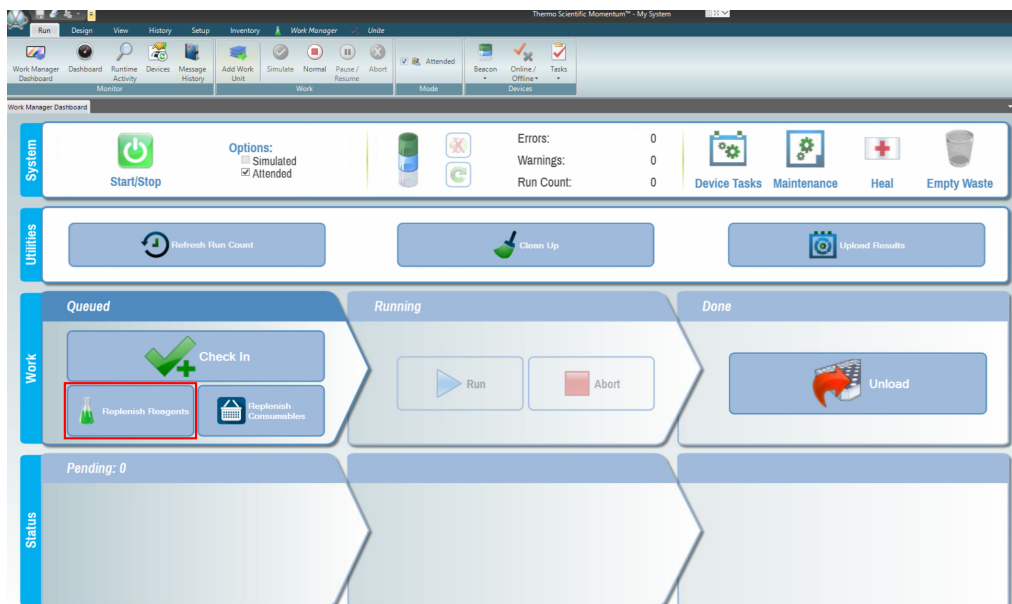 Thermo Scientific Momentum™ - My System
Run Design View History Setup Inventory Work Manager Unite
Work Manager Dashboard
Dashboard
Runtime Activity
Devices
Message History
Add Work Unit
Simulate
Normal
Pause / Resume
Abort
Attended
Beacon
Online / Offline
Tasks
Monitor Work Mode Devices
Work Manager Dashboard
System
Start/Stop
Options:
Simulated
Attended
Errors: 0
Warnings: 0
Run Count: 0
Device Tasks Maintenance Heal Empty Waste
Utilities
Refresh Run Count
Clean Up
Upload Results
Work
Queued
Check In
Replenish Reagents
Replenish
Consumables
Running
Run
Abort
Done
Unload
Status
Pending: 0